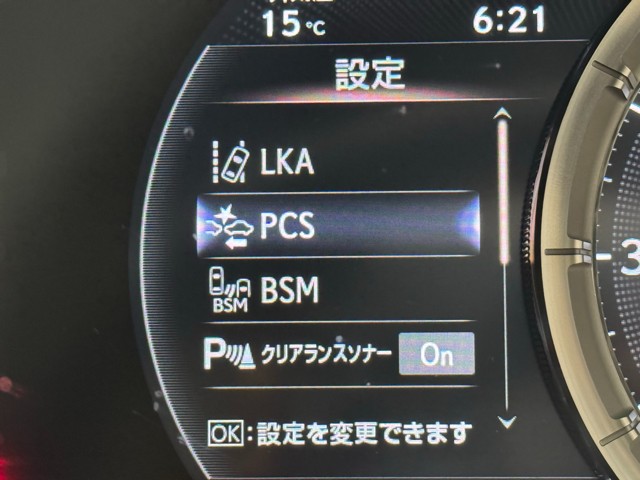 15℃ 6:21
設定
LKA
PCS
BSM BSM
P クリアランスソナー On
OK:設定を変更できます
3